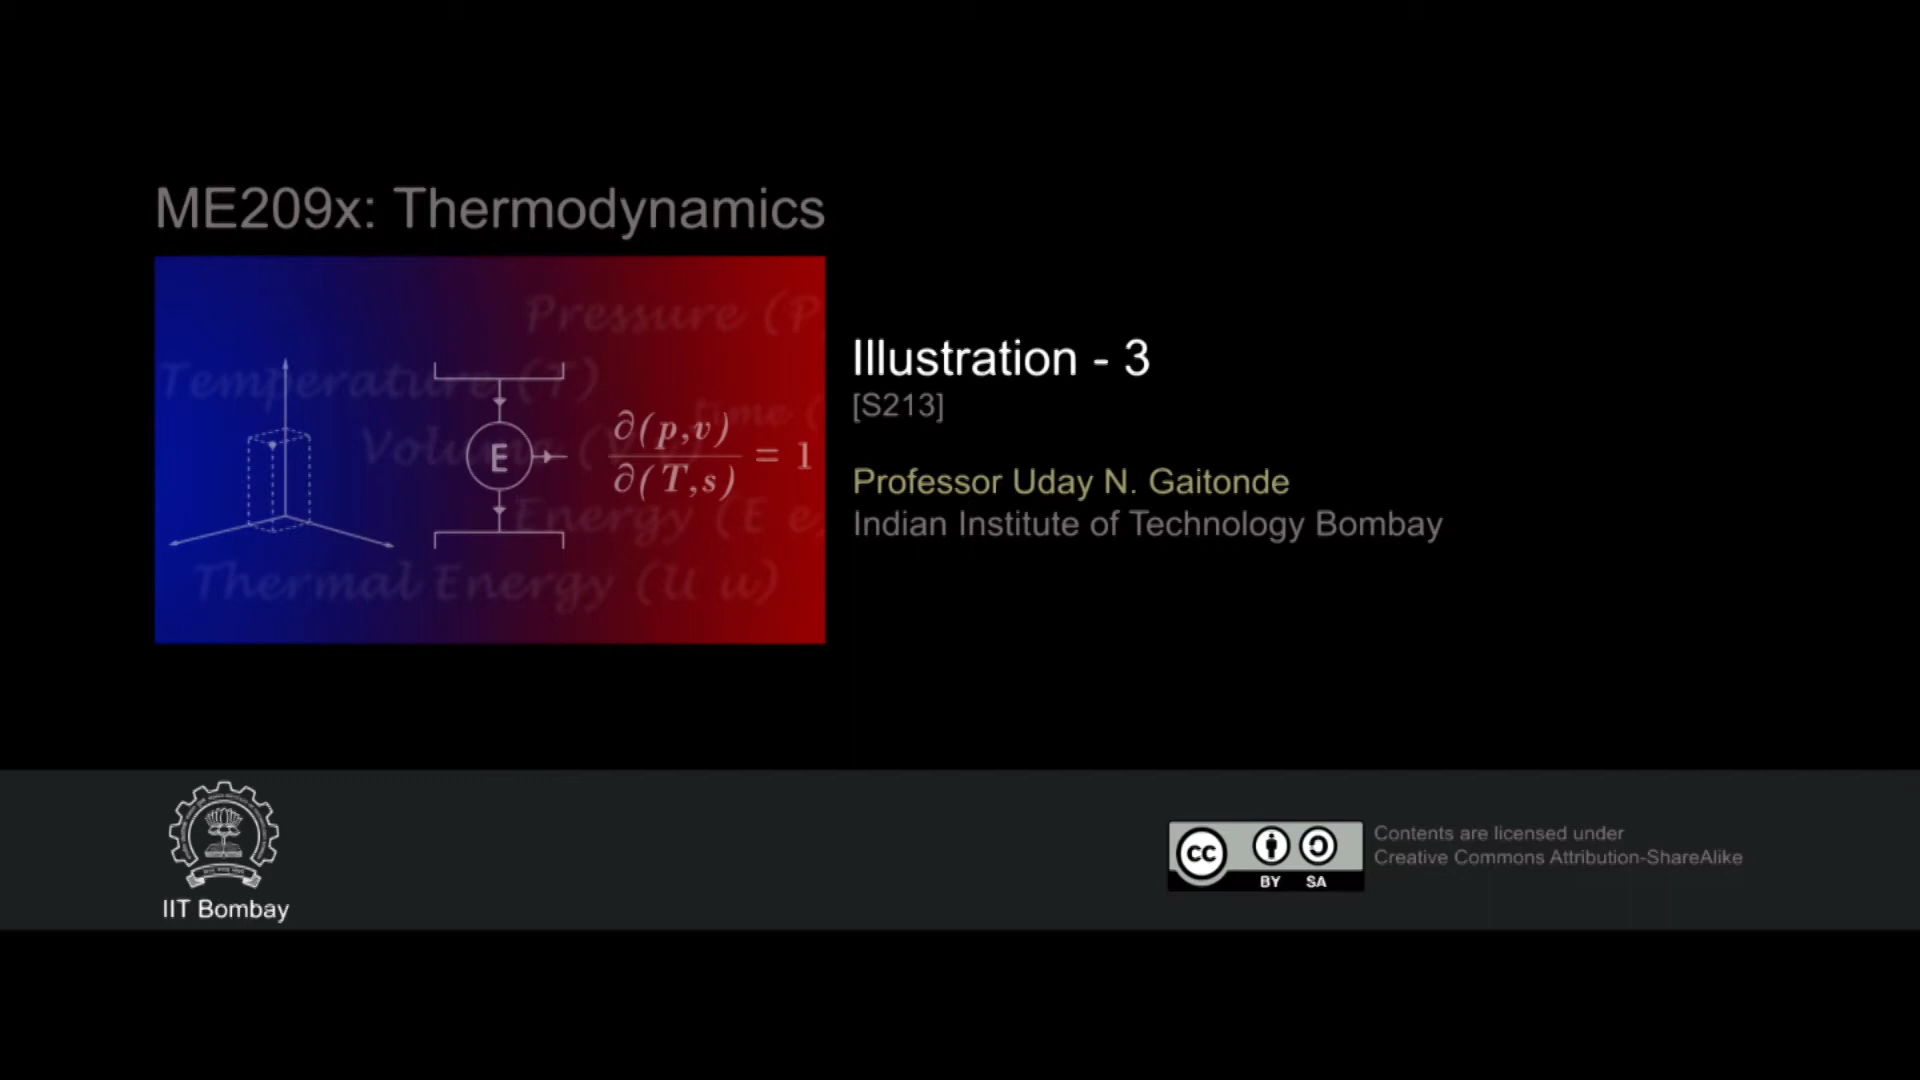 ME209x: Thermodynamics
Pressure (P
Temperature (T)
time (
Volume (V
E
∂(p,v)
∂(T,s)
= 1
Energy (E e,
Thermal Energy (U u)
Illustration - 3
[S213]
Professor Uday N. Gaitonde
Indian Institute of Technology Bombay
IIT Bombay
cc
BY SA
Contents are licensed under
Creative Commons Attribution-ShareAlike